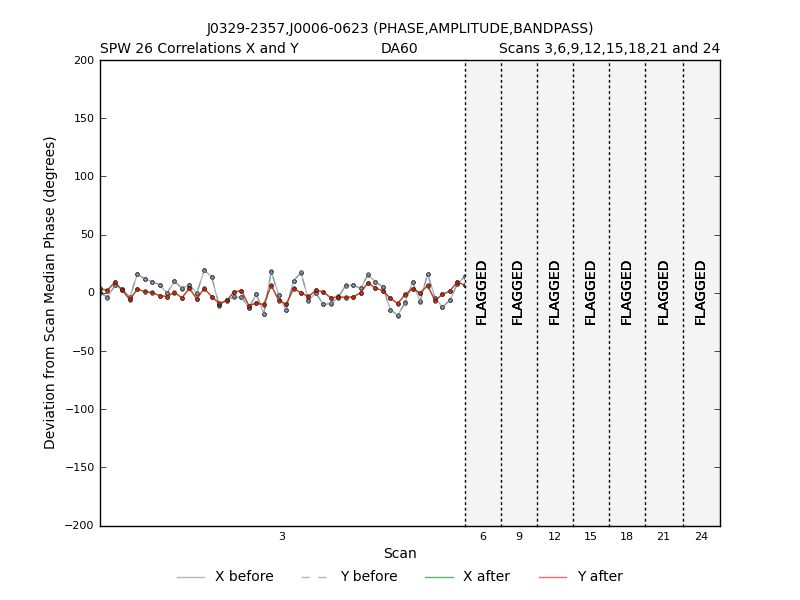 J0329-2357,J0006-0623 (PHASE,AMPLITUDE,BANDPASS)
SPW 26 Correlations X and Y DA60 Scans 3,6,9,12,15,18,21 and 24
Deviation from Scan Median Phase (degrees)
200
150
100
50
0
−50
−100
−150
−200
FLAGGED FLAGGED FLAGGED FLAGGED FLAGGED FLAGGED FLAGGED
3 6 9 12 15 18 21 24
Scan
X before Y before X after Y after